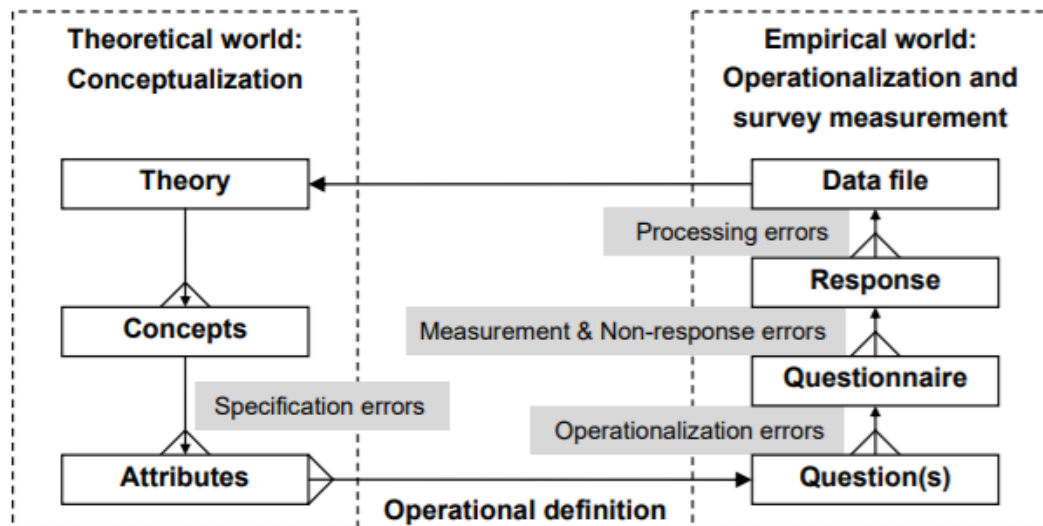 Theoretical world:
Conceptualization
Empirical world:
Operationalization and
survey measurement
Theory
Data file
Processing errors
Response
Concepts
Measurement & Non-response errors
Questionnaire
Specification errors
Operationalization errors
Attributes
Question(s)
Operational definition